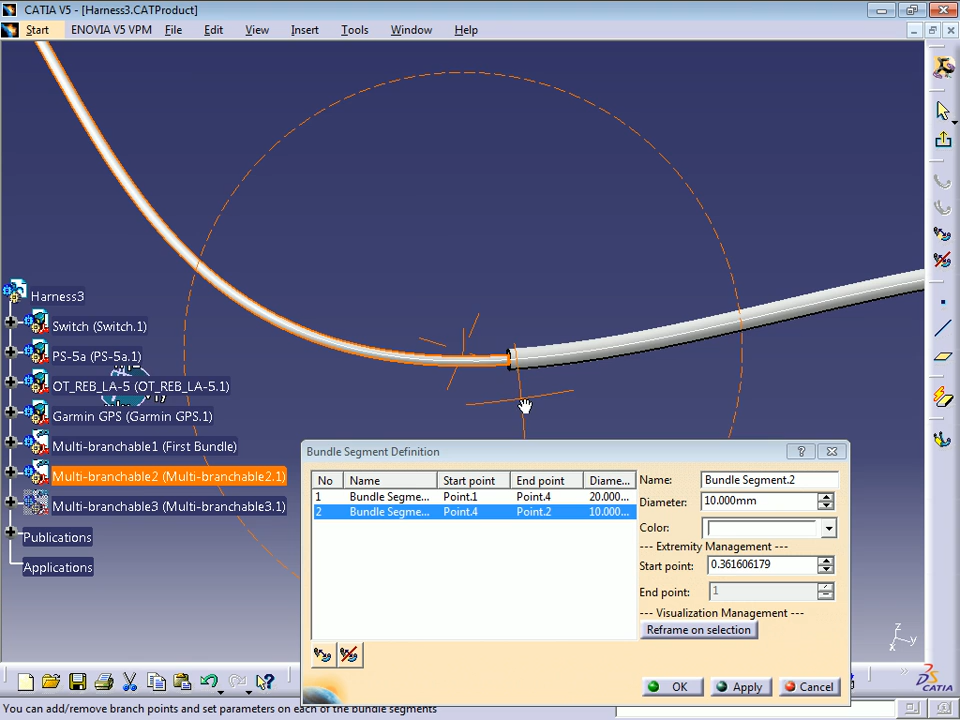 CATIA V5 - [Harness3.CATProduct]
Start ENOVIA V5 VPM File Edit View Insert Tools Window Help
Harness3
Switch (Switch.1)
PS-5a (PS-5a.1)
OT_REB_LA-5 (OT_REB_LA-5.1)
Garmin GPS (Garmin GPS.1)
Multi-branchable1 (First Bundle)
Multi-branchable2 (Multi-branchable2.1)
Multi-branchable3 (Multi-branchable3.1)
Publications
Applications
Bundle Segment Definition
No Name Start point End point Diame...
1 Bundle Segme... Point.1 Point.4 20.000...
2 Bundle Segme... Point.4 Point.2 10.000...
Name: Bundle Segment.2
Diameter: 10.000mm
Color:
--- Extremity Management ---
Start point: 0.361606179
End point: 1
--- Visualization Management ---
Reframe on selection
OK Apply Cancel
z
y
x
CATIA
You can add/remove branch points and set parameters on each of the bundle segments